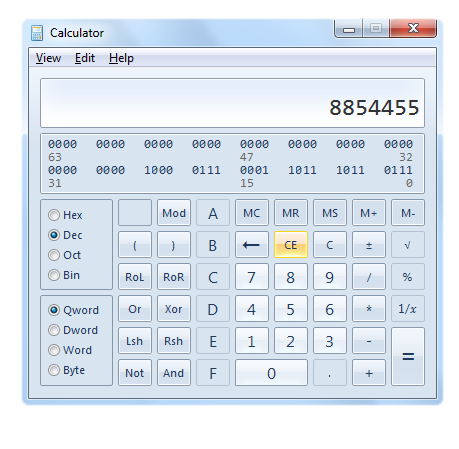 Calculator
View Edit Help
8854455
0000 0000 0000 0000 0000 0000 0000 0000
63 47 32
0000 0000 1000 0111 0001 1011 1011 0111
31 15 0
Hex
Dec
Oct
Bin
Qword
Dword
Word
Byte
Mod A MC MR MS M+ M-
( ) B ← CE C ± √
RoL RoR C 7 8 9 / %
Or Xor D 4 5 6 * 1/x
Lsh Rsh E 1 2 3 - =
Not And F 0 . +